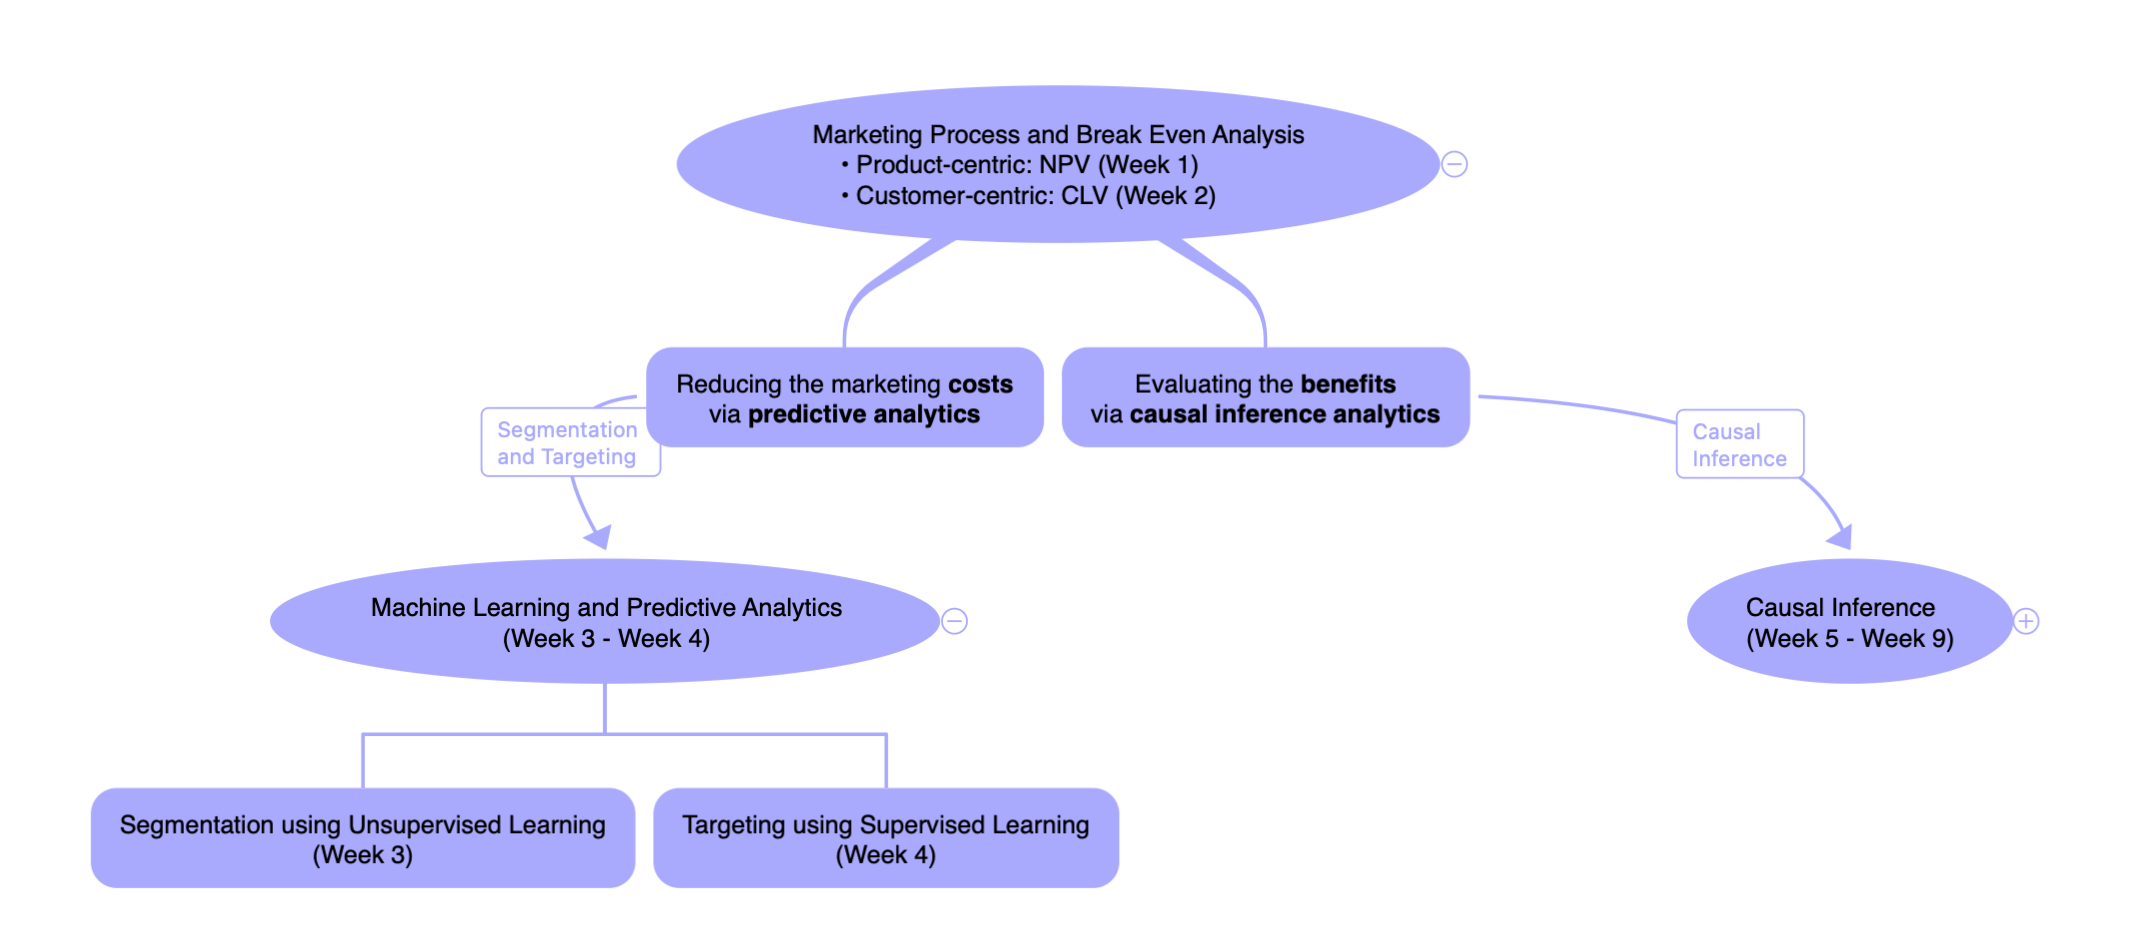 Marketing Process and Break Even Analysis
• Product-centric: NPV (Week 1)
• Customer-centric: CLV (Week 2)
Reducing the marketing costs
via predictive analytics
Evaluating the benefits
via causal inference analytics
Segmentation
and Targeting
Causal
Inference
Machine Learning and Predictive Analytics
(Week 3 - Week 4)
Causal Inference
(Week 5 - Week 9)
Segmentation using Unsupervised Learning
(Week 3)
Targeting using Supervised Learning
(Week 4)